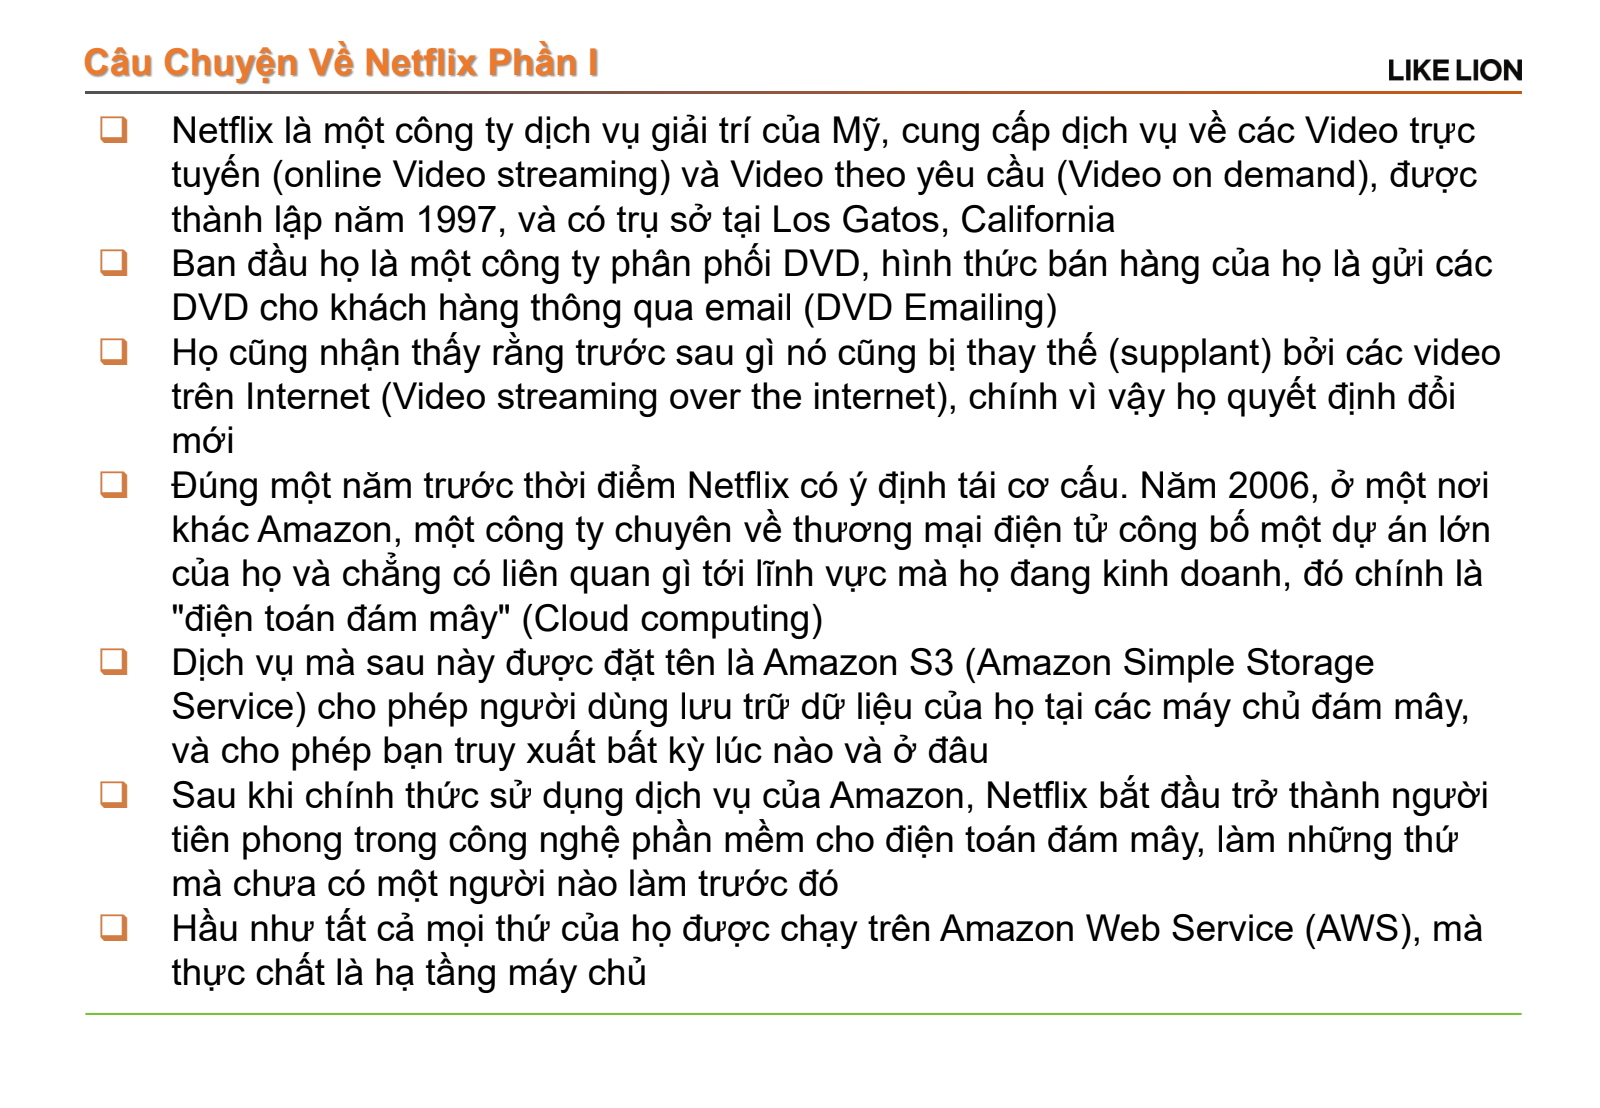 Câu Chuyện Về Netflix Phần I
LIKE LION
Netflix là một công ty dịch vụ giải trí của Mỹ, cung cấp dịch vụ về các Video trực
tuyến (online Video streaming) và Video theo yêu cầu (Video on demand), được
thành lập năm 1997, và có trụ sở tại Los Gatos, California
Ban đầu họ là một công ty phân phối DVD, hình thức bán hàng của họ là gửi các
DVD cho khách hàng thông qua email (DVD Emailing)
Họ cũng nhận thấy rằng trước sau gì nó cũng bị thay thế (supplant) bởi các video
trên Internet (Video streaming over the internet), chính vì vậy họ quyết định đổi
mới
Đúng một năm trước thời điểm Netflix có ý định tái cơ cấu. Năm 2006, ở một nơi
khác Amazon, một công ty chuyên về thương mại điện tử công bố một dự án lớn
của họ và chẳng có liên quan gì tới lĩnh vực mà họ đang kinh doanh, đó chính là
"điện toán đám mây" (Cloud computing)
Dịch vụ mà sau này được đặt tên là Amazon S3 (Amazon Simple Storage
Service) cho phép người dùng lưu trữ dữ liệu của họ tại các máy chủ đám mây,
và cho phép bạn truy xuất bất kỳ lúc nào và ở đâu
Sau khi chính thức sử dụng dịch vụ của Amazon, Netflix bắt đầu trở thành người
tiên phong trong công nghệ phần mềm cho điện toán đám mây, làm những thứ
mà chưa có một người nào làm trước đó
Hầu như tất cả mọi thứ của họ được chạy trên Amazon Web Service (AWS), mà
thực chất là hạ tầng máy chủ